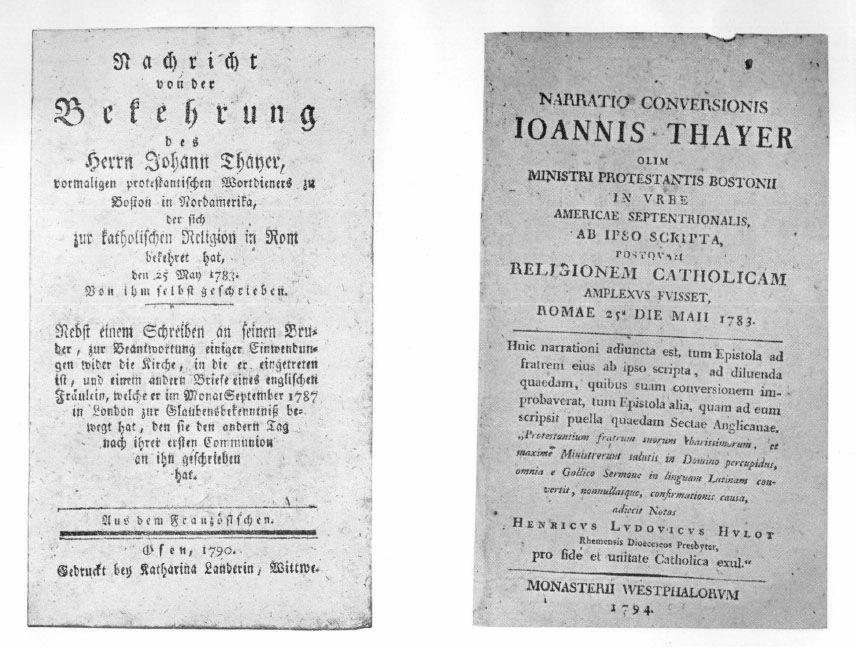 Nachricht
von der
Bekehrung
des
Herrn Johann Thayer,
vormaligen protestantischen Wortdieners zu
Boston in Nordamerika,
der sich
zur katholischen Religion in Rom
bekehret hat,
den 25 May 1783.
Von ihm selbst geschrieben.
Nebst einem Schreiben an seinen Bru-
der, zur Beantwortung einiger Einwendun-
gen wider die Kirche, in die er eingetreten
ist, und einem andern Briefe eines englischen
Fräulein, welche er im Monat September 1787
in London zur Glaubensbekenntniß be-
wegt hat, den sie den andern Tag
nach ihrer ersten Communion
an ihn geschrieben
hat.
Aus dem Französischen.
Ofen, 1790.
Gedruckt bey Katharina Landerin, Wittwe.
NARRATIO CONVERSIONIS
IOANNIS THAYER
OLIM
MINISTRI PROTESTANTIS BOSTONII
IN VRBE
AMERICAE SEPTENTRIONALIS,
AB IPSO SCRIPTA,
POSTQVAM
RELIGIONEM CATHOLICAM
AMPLEXVS FVISSET,
ROMAE 25ª DIE MAII 1783.
Huic narrationi adiuncta est, tum Epistola ad
fratrem eius ab ipso scripta, ad diluenda
quaedam, quibus suam conversionem im-
probaverat, tum Epistola alia, quam ad eum
scripsit puella quaedam Sectae Anglicanae.
„Protestantium fratrum suorum charissimorum, et
maxime Ministrorum salutis in Domino percupidus,
omnia e Gallico Sermone in linguam Latinam con-
vertit, nonnullasque, confirmationis causa,
adiecit Notas
HENRICVS LVDOVICVS HVLOT
Rhemensis Dioeceseos Presbyter,
pro fide et unitate Catholica exul.“
MONASTERII WESTPHALORVM
1794.